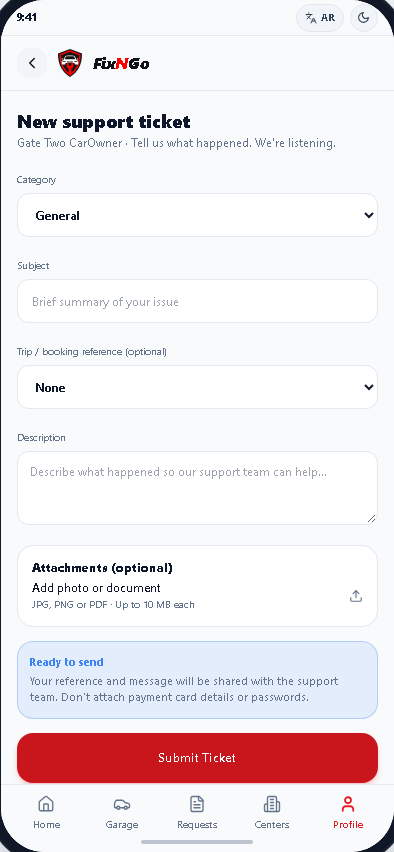 9:41
AR
FixNGo
New support ticket
Gate Two CarOwner · Tell us what happened. We're listening.
Category
General
Subject
Brief summary of your issue
Trip / booking reference (optional)
None
Description
Describe what happened so our support team can help...
Attachments (optional)
Add photo or document
JPG, PNG or PDF · Up to 10 MB each
Ready to send
Your reference and message will be shared with the support
team. Don't attach payment card details or passwords.
Submit Ticket
Home
Garage
Requests
Centers
Profile